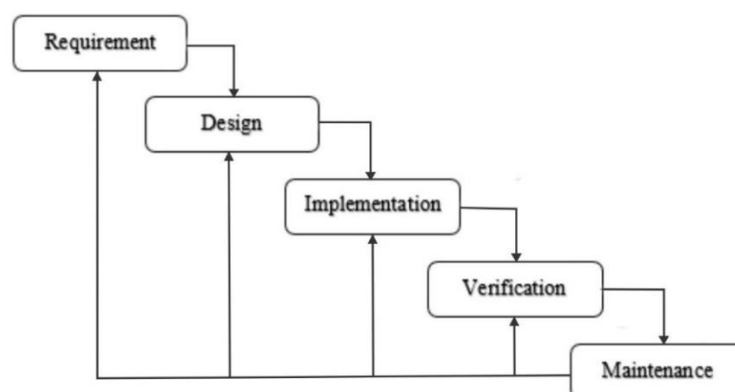 Requirement
Design
Implementation
Verification
Maintenance